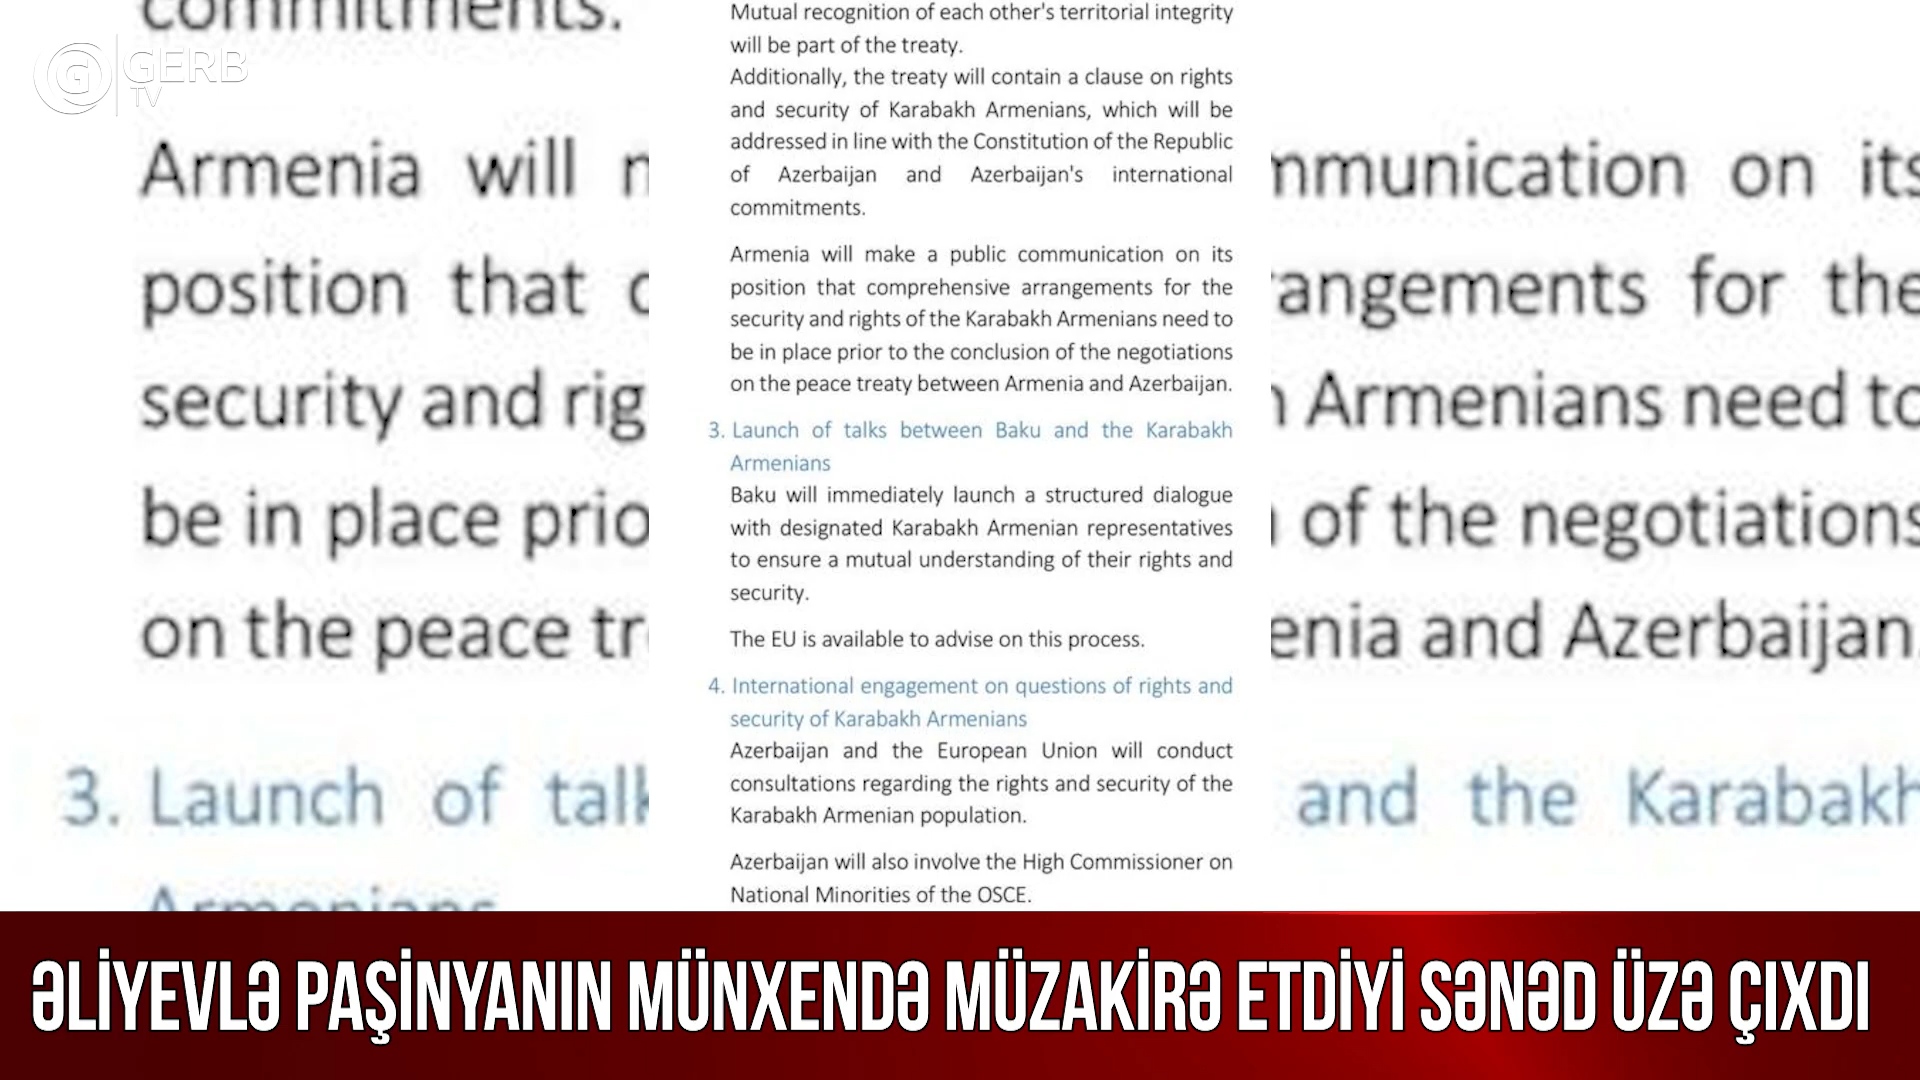 GERB
TV
commitments.
Armenia will
mmunication on its
position that
angements for the
security and rig
Armenians need to
be in place prio
of the negotiations
on the peace tr
enia and Azerbaijan.
3. Launch of talk
and the Karabakh
Armenians
Mutual recognition of each other's territorial integrity
will be part of the treaty.
Additionally, the treaty will contain a clause on rights
and security of Karabakh Armenians, which will be
addressed in line with the Constitution of the Republic
of Azerbaijan and Azerbaijan's international
commitments.
Armenia will make a public communication on its
position that comprehensive arrangements for the
security and rights of the Karabakh Armenians need to
be in place prior to the conclusion of the negotiations
on the peace treaty between Armenia and Azerbaijan.
3. Launch of talks between Baku and the Karabakh
Armenians
Baku will immediately launch a structured dialogue
with designated Karabakh Armenian representatives
to ensure a mutual understanding of their rights and
security.
The EU is available to advise on this process.
4. International engagement on questions of rights and
security of Karabakh Armenians
Azerbaijan and the European Union will conduct
consultations regarding the rights and security of the
Karabakh Armenian population.
Azerbaijan will also involve the High Commissioner on
National Minorities of the OSCE.
ƏLİYEVLƏ PAŞİNYANIN MÜNXENDƏ MÜZAKİRƏ ETDİYİ SƏNƏD ÜZƏ ÇIXDI